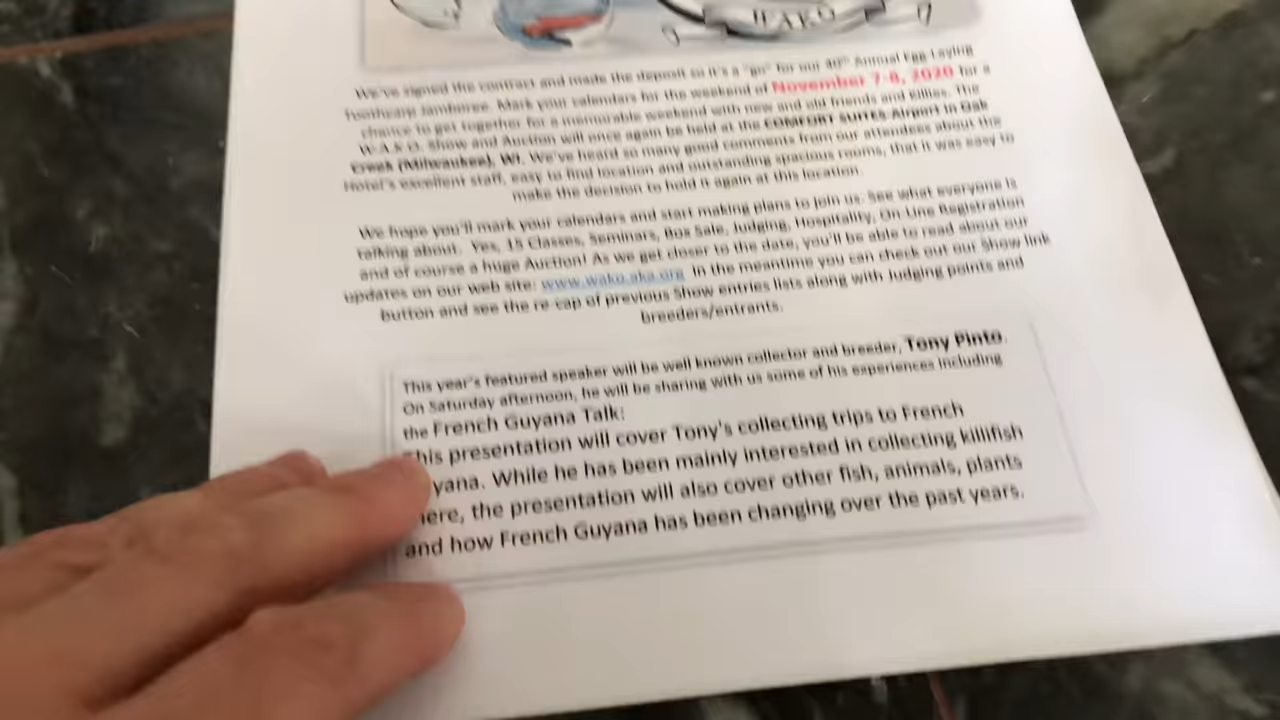 WAKO
We've signed the contract and made the deposit so it's a "go" for our 40th Annual Egg Laying
Toothcarp Jamboree. Mark your calendars for the weekend of November 7-8, 2020 for a
chance to get together for a memorable weekend with new and old friends and killies. The
W.A.K.O. Show and Auction will once again be held at the COMFORT SUITES Airport in Oak
Creek (Milwaukee), WI. We've heard so many good comments from our attendees about the
Hotel's excellent staff, easy to find location and outstanding spacious rooms, that it was easy to
make the decision to hold it again at this location.
We hope you'll mark your calendars and start making plans to join us. See what everyone is
talking about. Yes, 15 Classes, Seminars, Box Sale, Judging, Hospitality, On Line Registration
and of course a huge Auction! As we get closer to the date, you'll be able to read about our
updates on our web site: www.wako.aka.org In the meantime you can check out our Show link
button and see the re-cap of previous Show entries lists along with Judging points and
breeders/entrants.
This year's featured speaker will be well known collector and breeder, Tony Pinto.
On Saturday afternoon, he will be sharing with us some of his experiences including
the French Guyana Talk:
This presentation will cover Tony's collecting trips to French
yana. While he has been mainly interested in collecting killifish
here, the presentation will also cover other fish, animals, plants
and how French Guyana has been changing over the past years.